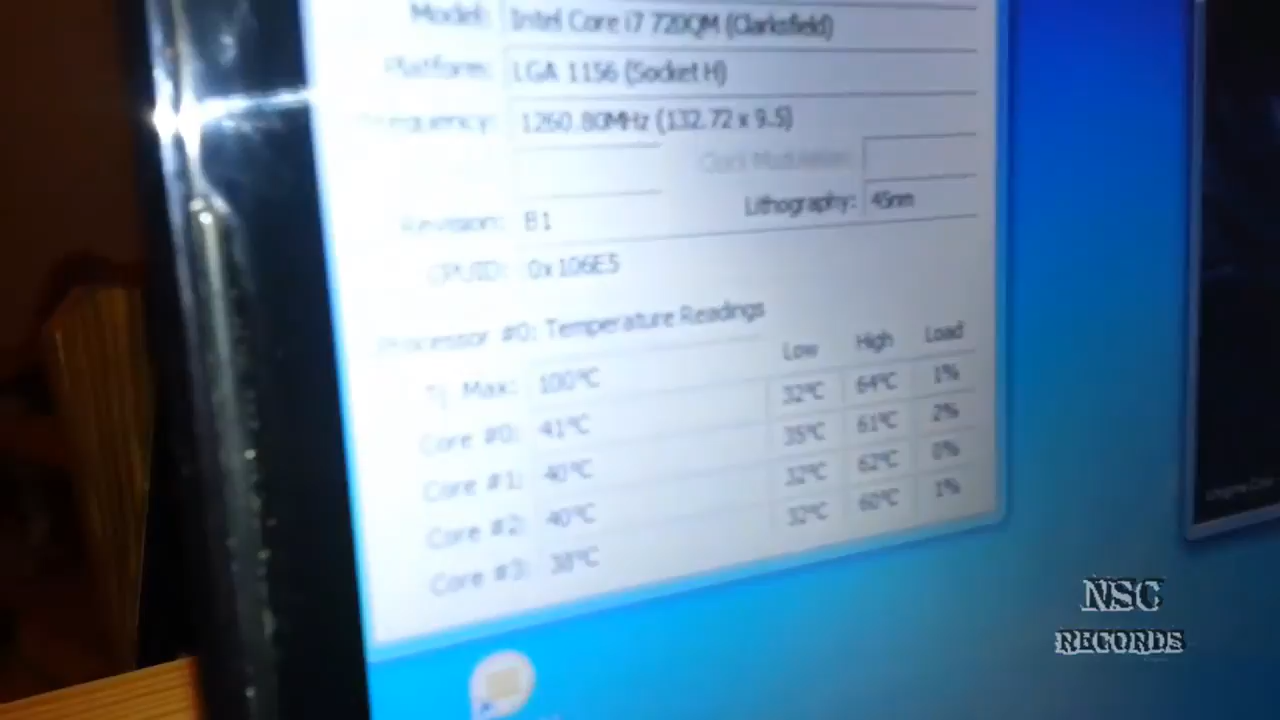 Model: Intel Core i7 720QM (Clarksfield)
Platform: LGA 1156 (Socket H)
Frequency: 1260.80MHz (132.72 x 9.5)
Clock Modulation:
Revision: B1 Lithography: 45nm
CPUID: 0x106E5
Processor #0: Temperature Readings
Tj. Max: 100°C Low High Load
Core #0: 41°C 32°C 64°C 1%
Core #1: 40°C 35°C 61°C 2%
Core #2: 40°C 32°C 62°C 0%
Core #3: 38°C 32°C 60°C 1%
NSC
RECORDS